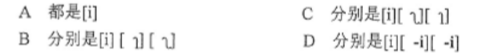 A 都是[i]
C 分别是[i][ ʅ][ ɿ]
B 分别是[i] [ ɿ] [ ʅ]
D 分别是[i][ -i][ -i]